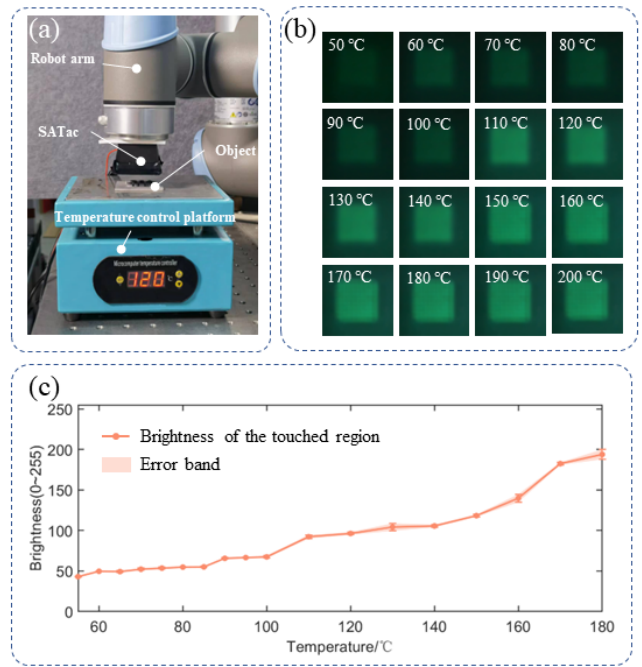 (a)
Robot arm
SATac
Object
Temperature control platform
Microcomputer temperature controller
120
℃
(b)
50 ℃ 60 ℃ 70 ℃ 80 ℃
90 ℃ 100 ℃ 110 ℃ 120 ℃
130 ℃ 140 ℃ 150 ℃ 160 ℃
170 ℃ 180 ℃ 190 ℃ 200 ℃
(c)
250
200
150
100
50
0
Brightness(0~255)
Brightness of the touched region
Error band
60 80 100 120 140 160 180
Temperature/℃